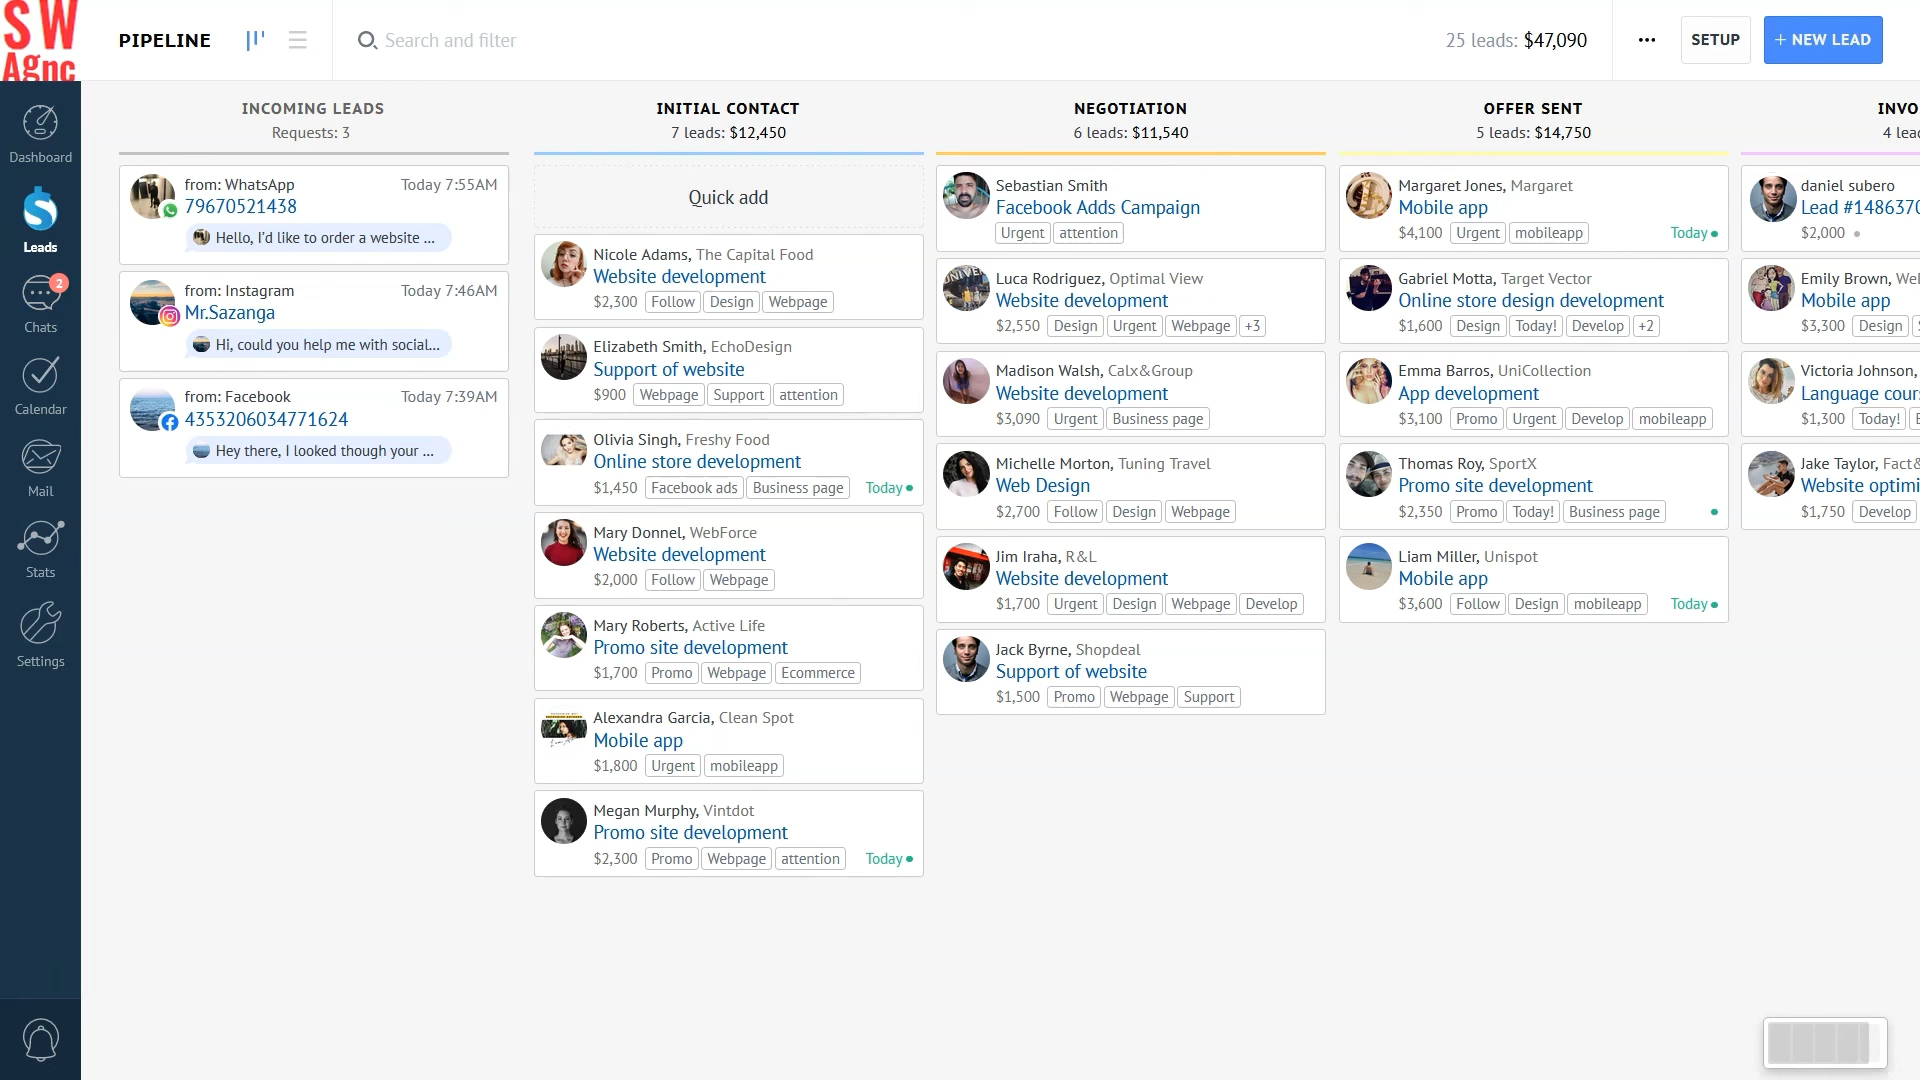 SW
Agnc
PIPELINE
Search and filter
25 leads: $47,090
SETUP
+ NEW LEAD
Dashboard
Leads
2
Chats
Calendar
Mail
Stats
Settings
INCOMING LEADS
Requests: 3
from: WhatsApp Today 7:55AM
79670521438
Hello, I'd like to order a website ...
from: Instagram Today 7:46AM
Mr.Sazanga
Hi, could you help me with social...
from: Facebook Today 7:39AM
4353206034771624
Hey there, I looked though your ...
INITIAL CONTACT
7 leads: $12,450
Quick add
Nicole Adams, The Capital Food
Website development
$2,300 Follow Design Webpage
Elizabeth Smith, EchoDesign
Support of website
$900 Webpage Support attention
Olivia Singh, Freshy Food
Online store development
$1,450 Facebook ads Business page Today
Mary Donnel, WebForce
Website development
$2,000 Follow Webpage
Mary Roberts, Active Life
Promo site development
$1,700 Promo Webpage Ecommerce
Alexandra Garcia, Clean Spot
Mobile app
$1,800 Urgent mobileapp
Megan Murphy, Vintdot
Promo site development
$2,300 Promo Webpage attention Today
NEGOTIATION
6 leads: $11,540
Sebastian Smith
Facebook Adds Campaign
Urgent attention
Luca Rodriguez, Optimal View
Website development
$2,550 Design Urgent Webpage +3
Madison Walsh, Calx&Group
Website development
$3,090 Urgent Business page
Michelle Morton, Tuning Travel
Web Design
$2,700 Follow Design Webpage
Jim Iraha, R&L
Website development
$1,700 Urgent Design Webpage Develop
Jack Byrne, Shopdeal
Support of website
$1,500 Promo Webpage Support
OFFER SENT
5 leads: $14,750
Margaret Jones, Margaret
Mobile app
$4,100 Urgent mobileapp Today
Gabriel Motta, Target Vector
Online store design development
$1,600 Design Today! Develop +2
Emma Barros, UniCollection
App development
$3,100 Promo Urgent Develop mobileapp
Thomas Roy, SportX
Promo site development
$2,350 Promo Today! Business page
Liam Miller, Unispot
Mobile app
$3,600 Follow Design mobileapp Today
INVO
4 lead
daniel subero
Lead #1486370
$2,000
Emily Brown, Wel
Mobile app
$3,300 Design
Victoria Johnson,
Language cour
$1,300 Today!
Jake Taylor, Fact&
Website optimi
$1,750 Develop